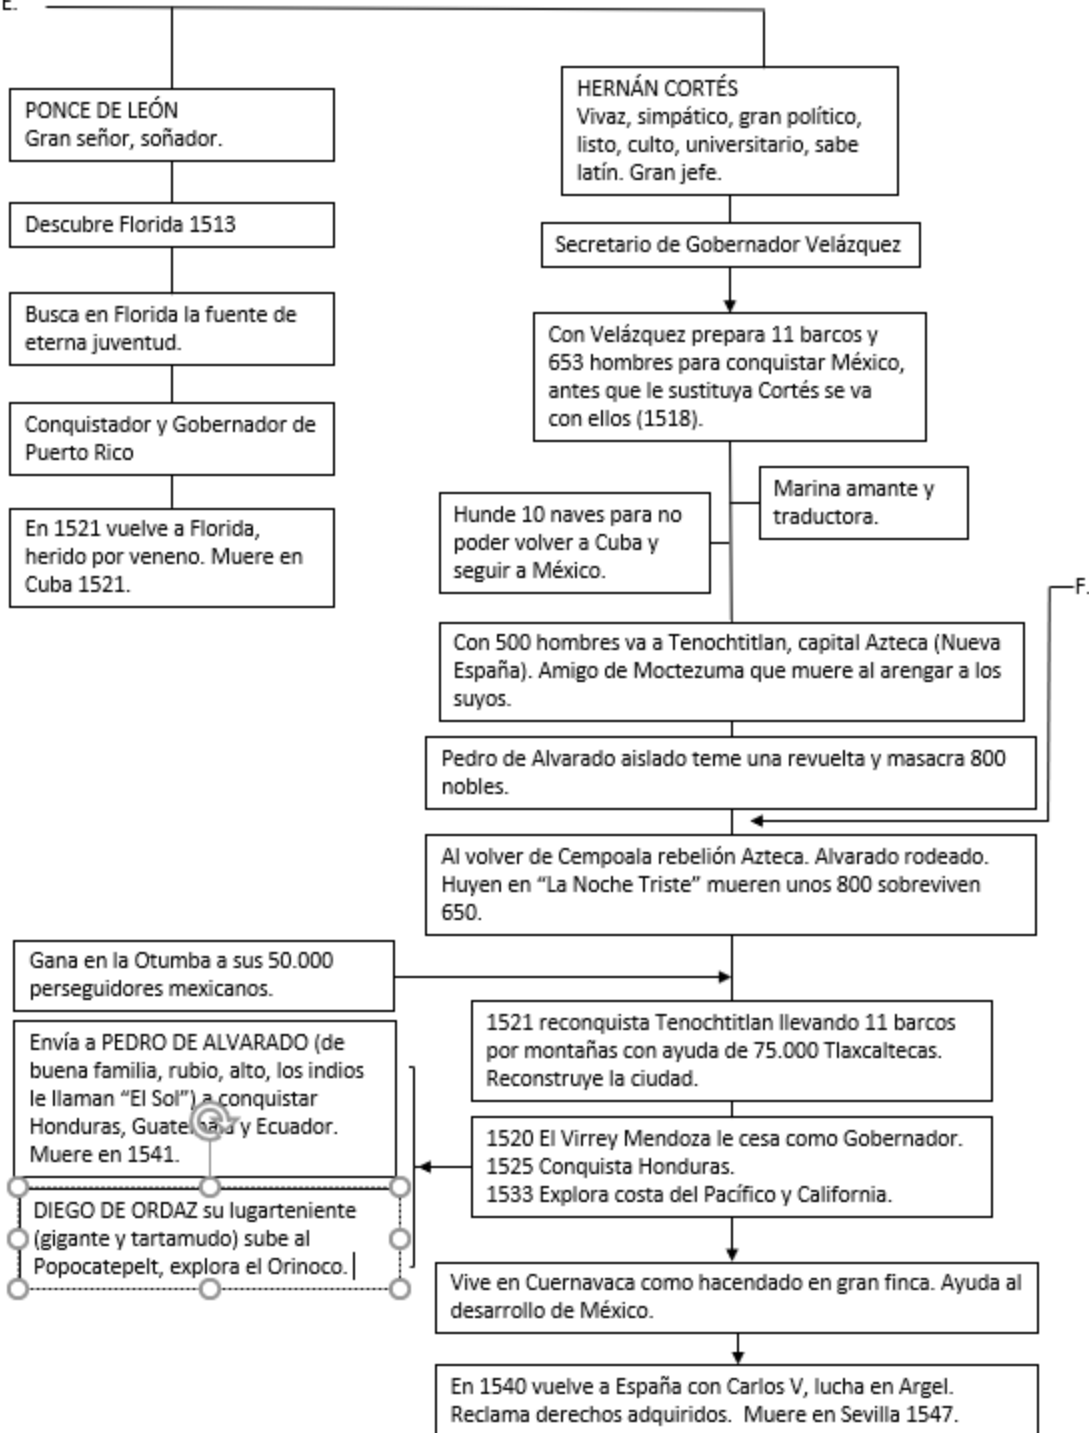 E.
PONCE DE LEÓN
Gran señor, soñador.
Descubre Florida 1513
Busca en Florida la fuente de
eterna juventud.
Conquistador y Gobernador de
Puerto Rico
En 1521 vuelve a Florida,
herido por veneno. Muere en
Cuba 1521.
HERNÁN CORTÉS
Vivaz, simpático, gran político,
listo, culto, universitario, sabe
latín. Gran jefe.
Secretario de Gobernador Velázquez
Con Velázquez prepara 11 barcos y
653 hombres para conquistar México,
antes que le sustituya Cortés se va
con ellos (1518).
Marina amante y
traductora.
Hunde 10 naves para no
poder volver a Cuba y
seguir a México.
F.
Con 500 hombres va a Tenochtitlan, capital Azteca (Nueva
España). Amigo de Moctezuma que muere al arengar a los
suyos.
Pedro de Alvarado aislado teme una revuelta y masacra 800
nobles.
Al volver de Cempoala rebelión Azteca. Alvarado rodeado.
Huyen en “La Noche Triste” mueren unos 800 sobreviven
650.
Gana en la Otumba a sus 50.000
perseguidores mexicanos.
1521 reconquista Tenochtitlan llevando 11 barcos
por montañas con ayuda de 75.000 Tlaxcaltecas.
Reconstruye la ciudad.
Envía a PEDRO DE ALVARADO (de
buena familia, rubio, alto, los indios
le llaman “El Sol”) a conquistar
Honduras, Guatemala y Ecuador.
Muere en 1541.
1520 El Virrey Mendoza le cesa como Gobernador.
1525 Conquista Honduras.
1533 Explora costa del Pacífico y California.
DIEGO DE ORDAZ su lugarteniente
(gigante y tartamudo) sube al
Popocatepelt, explora el Orinoco.
Vive en Cuernavaca como hacendado en gran finca. Ayuda al
desarrollo de México.
En 1540 vuelve a España con Carlos V, lucha en Argel.
Reclama derechos adquiridos. Muere en Sevilla 1547.